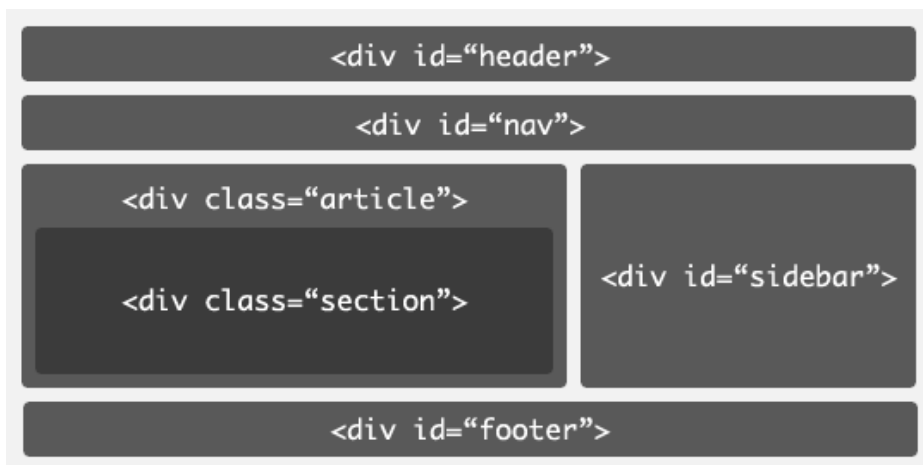 <div id=“header”>
<div id=“nav”>
<div class=“article”>
<div class=“section”>
<div id=“sidebar”>
<div id=“footer”>